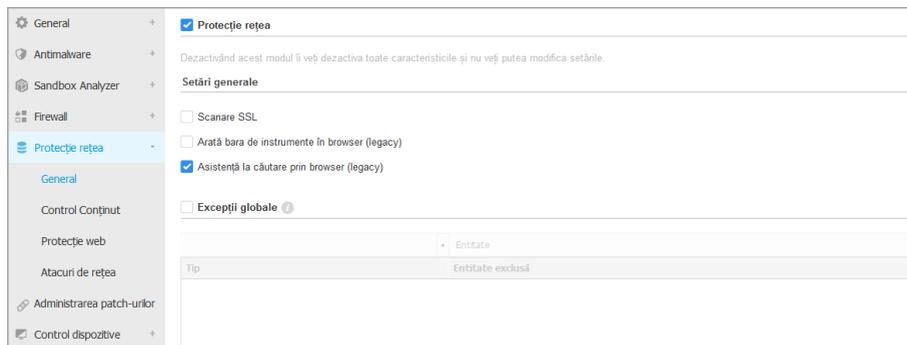 General
Antimalware
Sandbox Analyzer
Firewall
Protecție rețea
General
Control Conținut
Protecție web
Atacuri de rețea
Administrarea patch-urilor
Control dispozitive
Protecție rețea
Dezactivând acest modul îi veți dezactiva toate caracteristicile și nu veți putea modifica setările.
Setări generale
Scanare SSL
Arată bara de instrumente în browser (legacy)
Asistență la căutare prin browser (legacy)
Excepții globale
Entitate
Tip Entitate exclusă